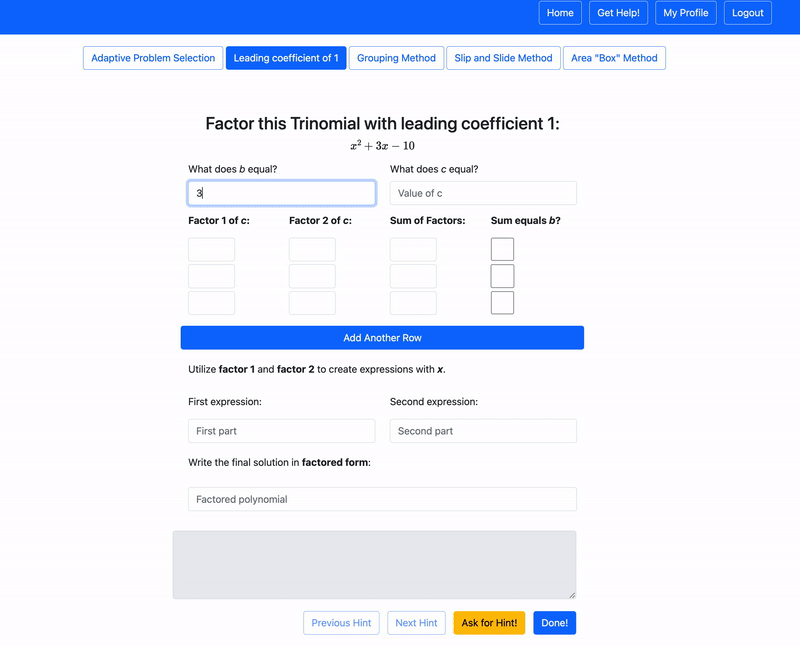 Home Get Help! My Profile Logout
Adaptive Problem Selection Leading coefficient of 1 Grouping Method Slip and Slide Method Area "Box" Method
Factor this Trinomial with leading coefficient 1:
x² + 3x − 10
What does b equal? What does c equal?
3 Value of c
Factor 1 of c: Factor 2 of c: Sum of Factors: Sum equals b?
Add Another Row
Utilize factor 1 and factor 2 to create expressions with x.
First expression: Second expression:
First part Second part
Write the final solution in factored form:
Factored polynomial
Previous Hint Next Hint Ask for Hint! Done!